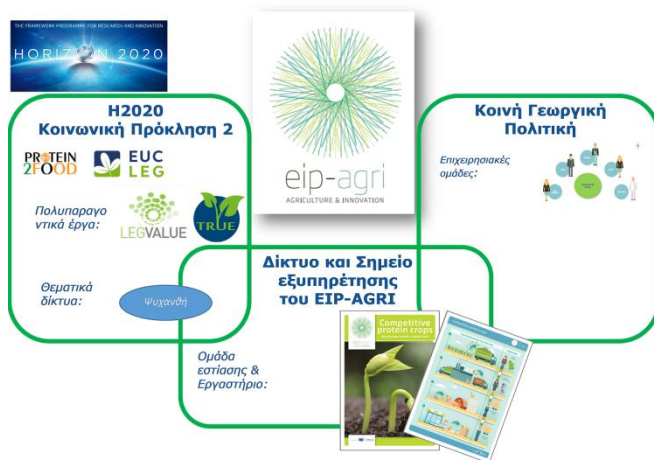 THE FRAMEWORK PROGRAMME FOR RESEARCH AND INNOVATION
HORIZON 2020
H2020
Κοινωνική Πρόκληση 2
PROTEIN
2FOOD
EUC
LEG
Πολυπαραγο
ντικά έργα:
LEGVALUE
TRUE
Θεματικά
δίκτυα:
Ψυχανθή
eip-agri
AGRICULTURE & INNOVATION
Κοινή Γεωργική
Πολιτική
Επιχειρησιακές
ομάδες:
Δίκτυο και Σημείο
εξυπηρέτησης
του EIP-AGRI
Ομάδα
εστίασης &
Εργαστήριο:
Competitive
protein crops